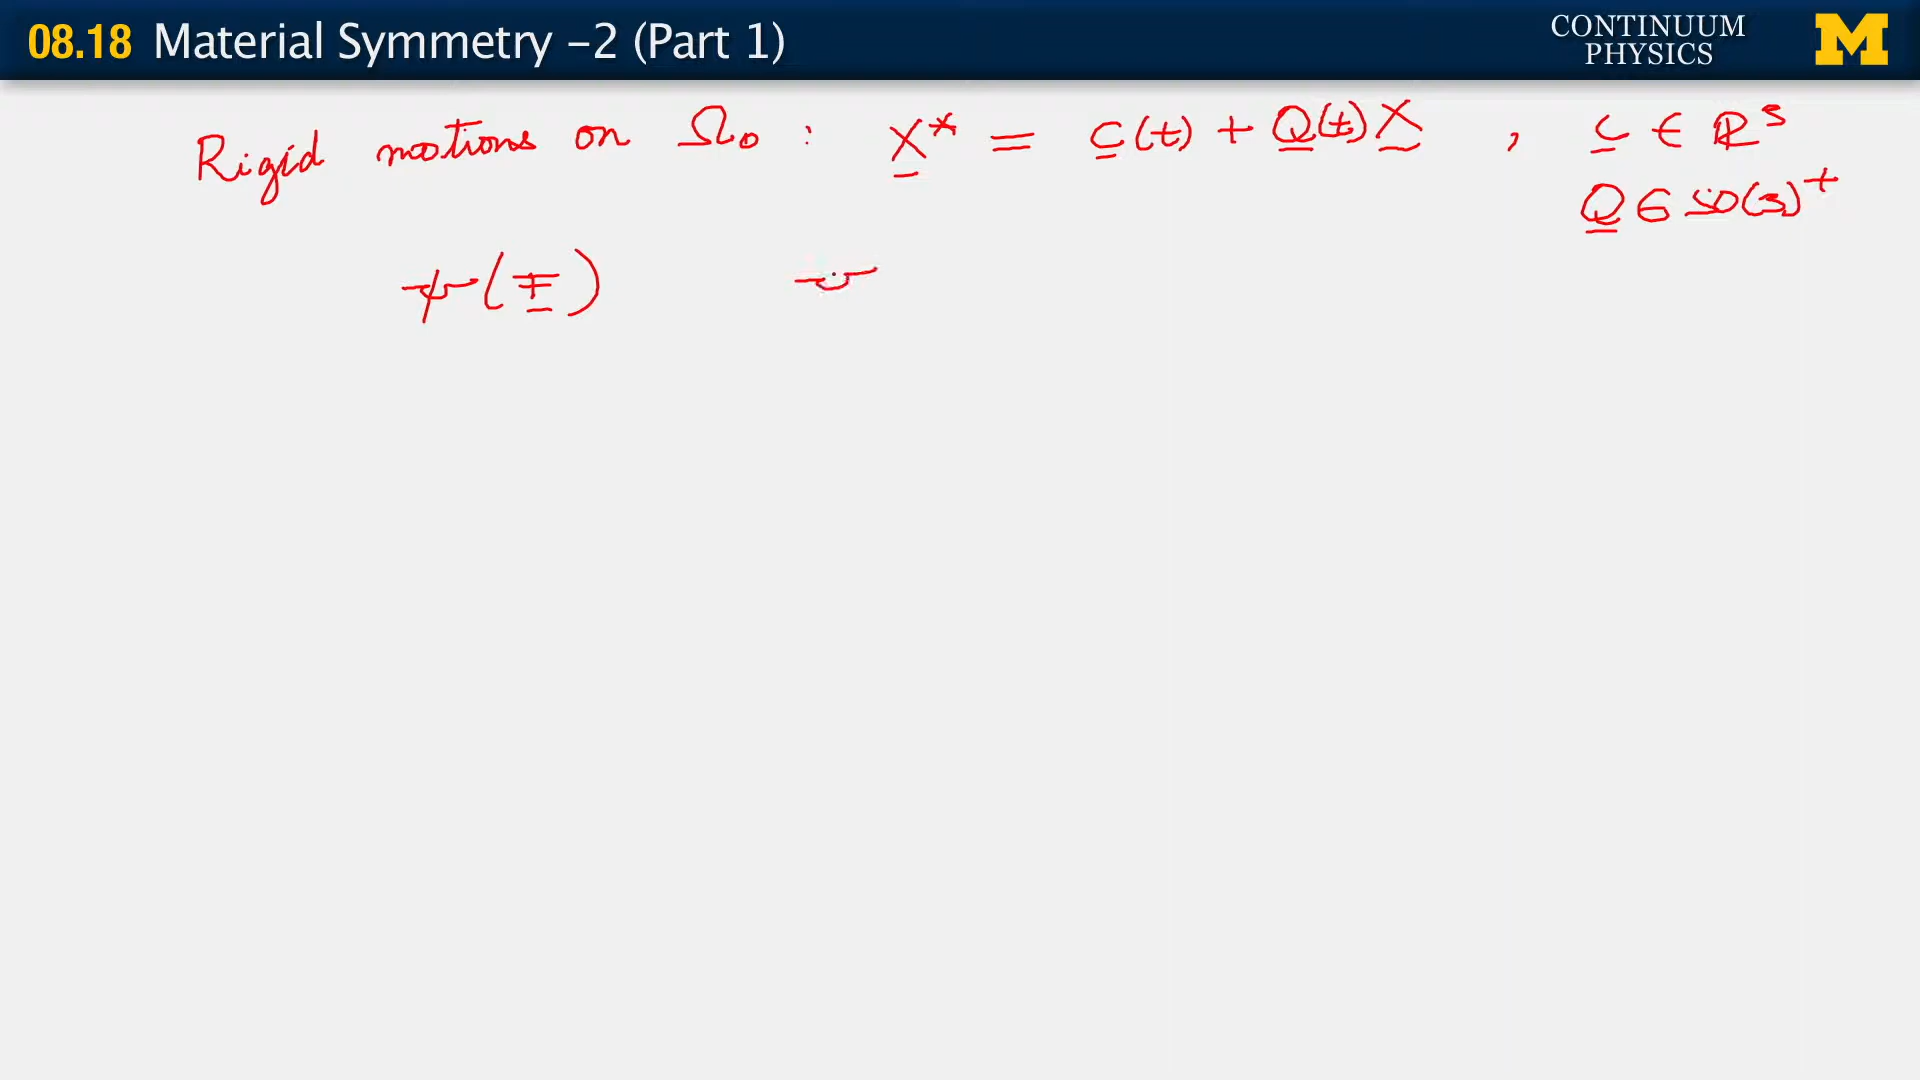 08.18 Material Symmetry -2 (Part 1)
CONTINUUM
PHYSICS
M
Rigid motions on Ω₀ : X* = c(t) + Q(t)X , c ∈ ℝ³
Q ∈ SO(3)⁺
ψ(F)